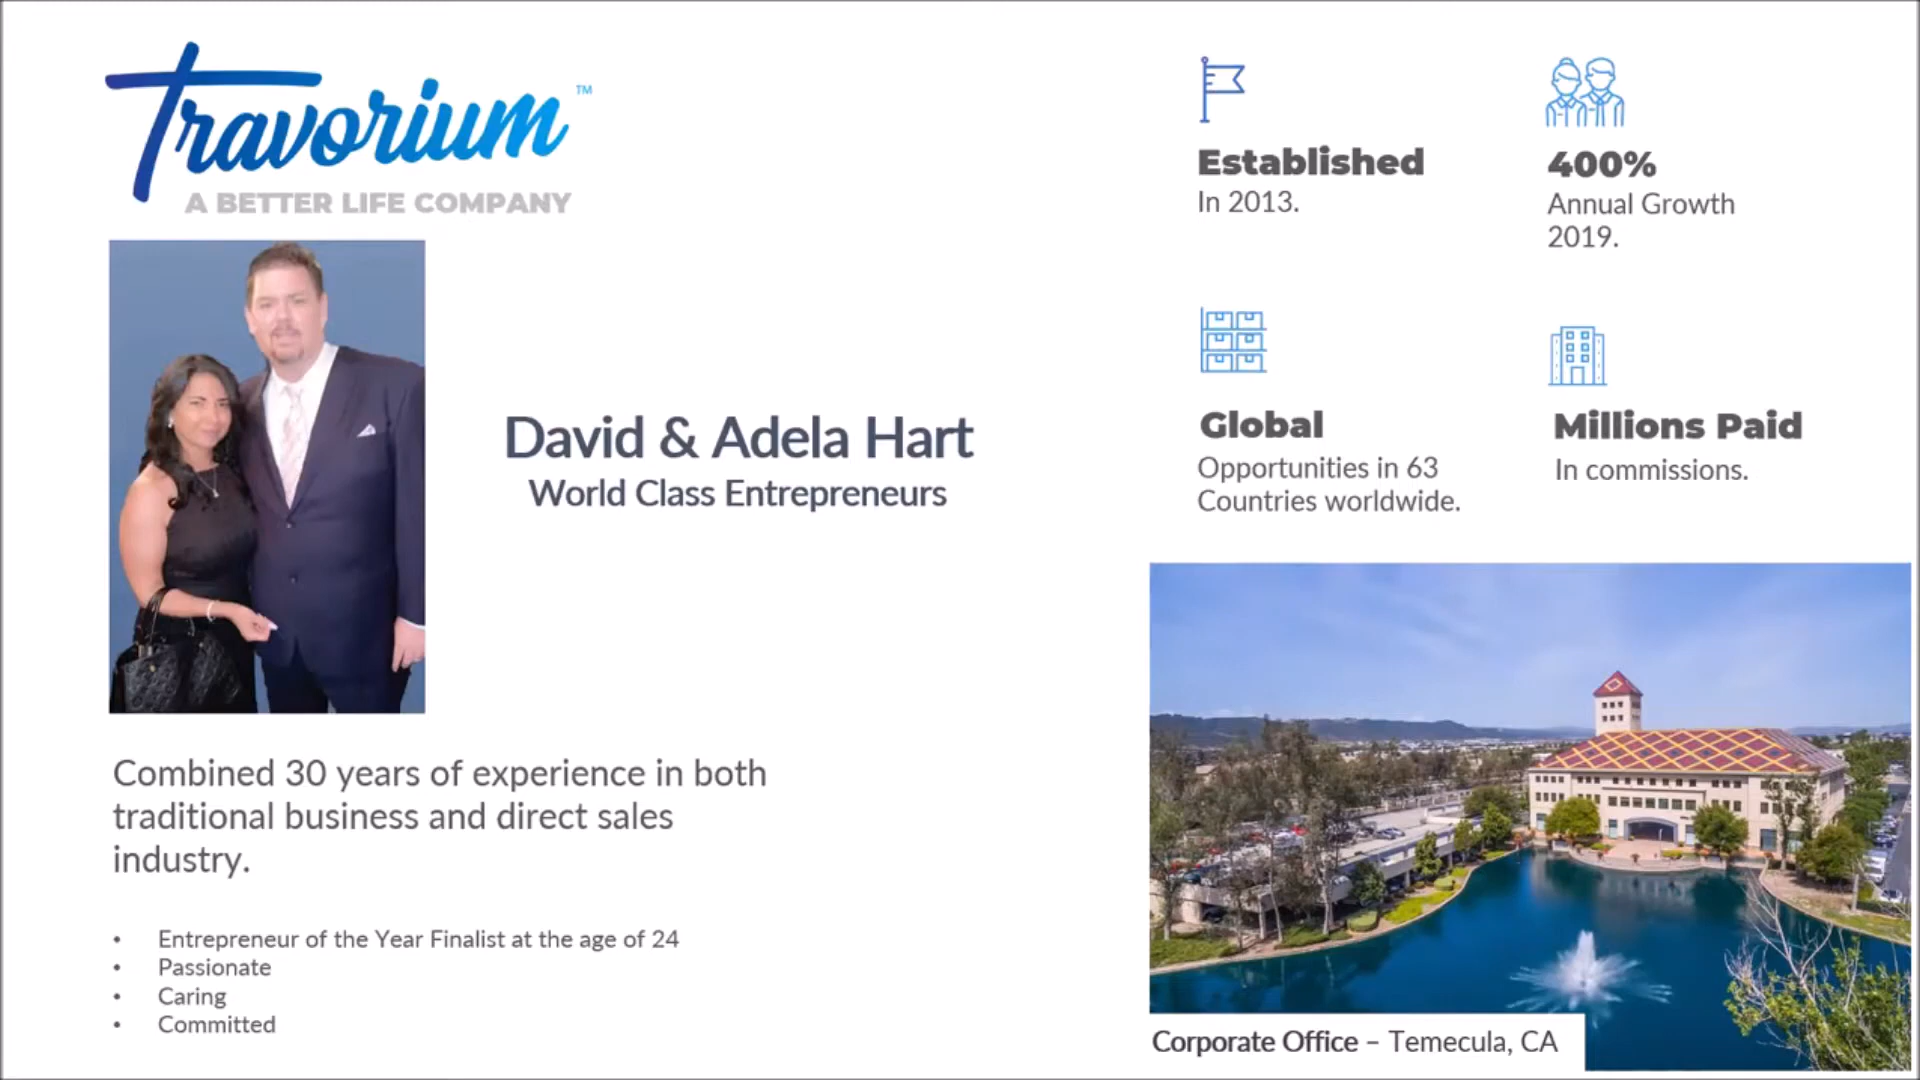 Travorium™
A BETTER LIFE COMPANY
David & Adela Hart
World Class Entrepreneurs
Combined 30 years of experience in both
traditional business and direct sales
industry.
• Entrepreneur of the Year Finalist at the age of 24
• Passionate
• Caring
• Committed
Established
In 2013.
400%
Annual Growth
2019.
Global
Opportunities in 63
Countries worldwide.
Millions Paid
In commissions.
Corporate Office – Temecula, CA